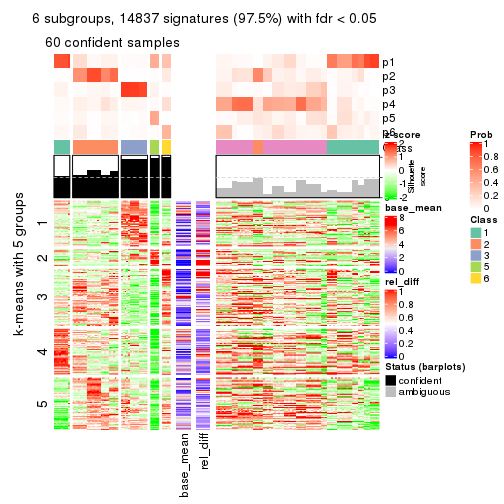 6 subgroups, 14837 signatures (97.5%) with fdr < 0.05
60 confident samples
p1
p2
p3
p4
p5
p6
Class
z_score
2
1
0
-1
-2
Silhouette
score
Prob
1
0.8
0.6
0.4
0.2
0
base_mean
8
6
4
2
0
Class
1
2
3
5
6
rel_diff
1
0.8
0.6
0.4
0.2
0
Status (barplots)
confident
ambiguous
k-means with 5 groups
1
2
3
4
5
base_mean
rel_diff